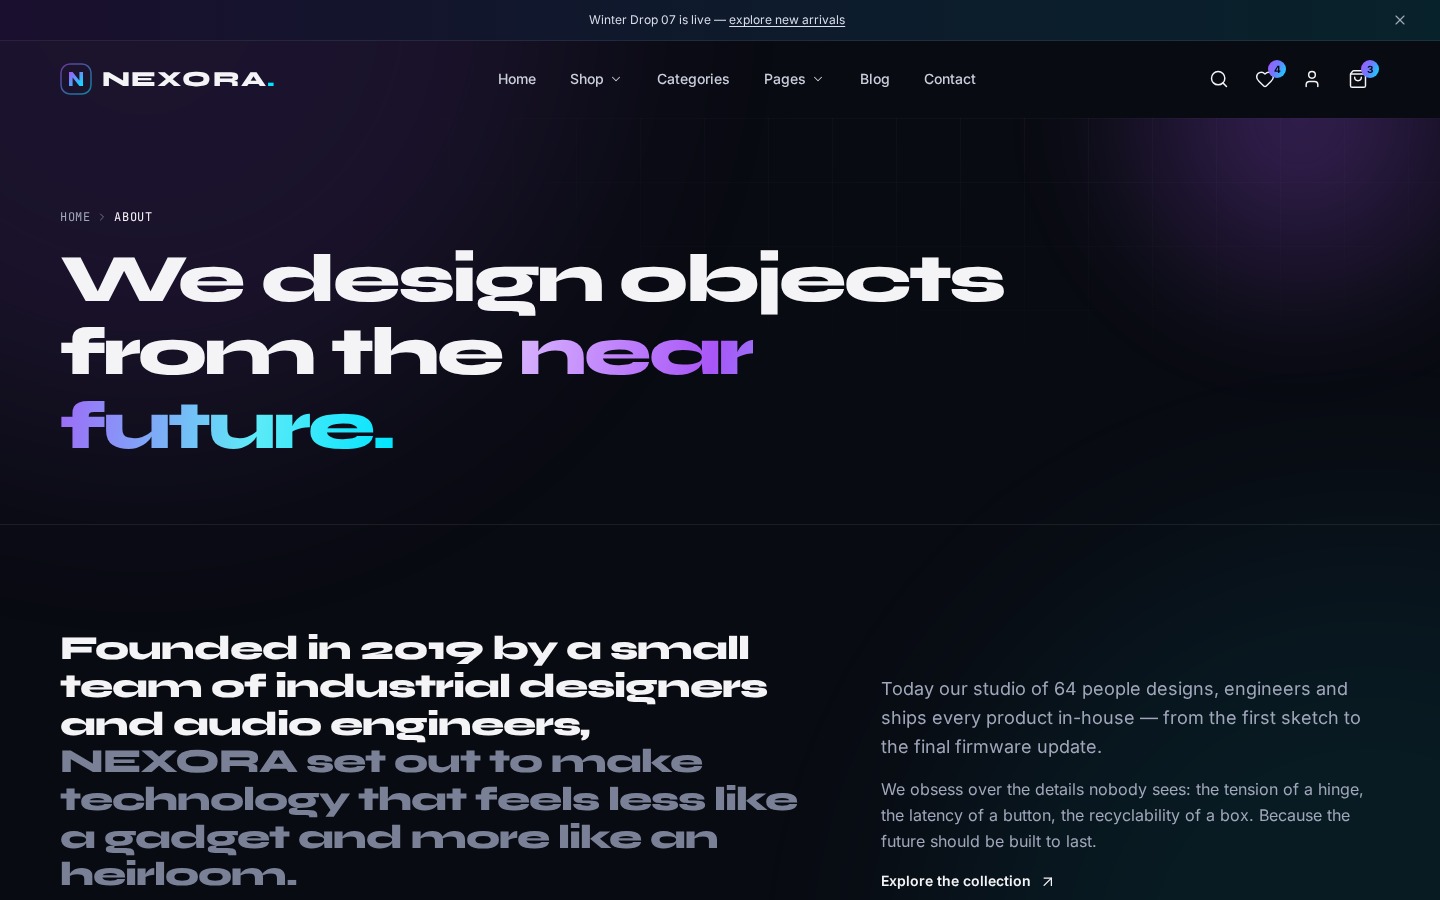 Winter Drop 07 is live — explore new arrivals
N NEXORA.
Home Shop Categories Pages Blog Contact
4 3
HOME > ABOUT
We design objects
from the near
future.
Founded in 2019 by a small
team of industrial designers
and audio engineers,
NEXORA set out to make
technology that feels less like
a gadget and more like an
heirloom.
Today our studio of 64 people designs, engineers and
ships every product in-house — from the first sketch to
the final firmware update.
We obsess over the details nobody sees: the tension of a hinge,
the latency of a button, the recyclability of a box. Because the
future should be built to last.
Explore the collection